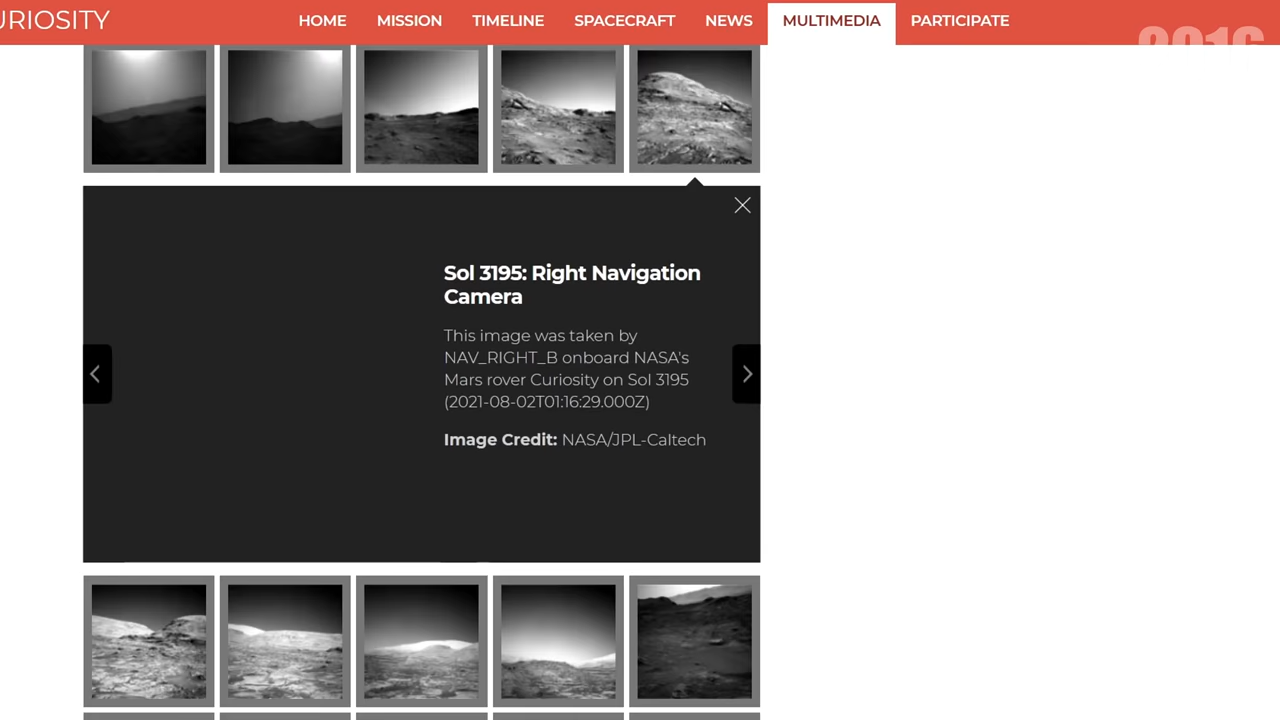 URIOSITY
HOME MISSION TIMELINE SPACECRAFT NEWS MULTIMEDIA PARTICIPATE
2016
Sol 3195: Right Navigation
Camera
This image was taken by
NAV_RIGHT_B onboard NASA's
Mars rover Curiosity on Sol 3195
(2021-08-02T01:16:29.000Z)
Image Credit: NASA/JPL-Caltech